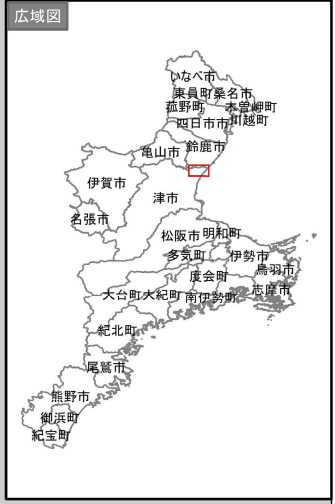 広域図
いなべ市
東員町 桑名市
菰野町 木曽岬町
四日市市 川越町
亀山市 鈴鹿市
伊賀市
津市
名張市
松阪市 明和町
多気町 伊勢市
鳥羽市
度会町
志摩市
大台町 大紀町 南伊勢町
紀北町
尾鷲市
熊野市
御浜町
紀宝町